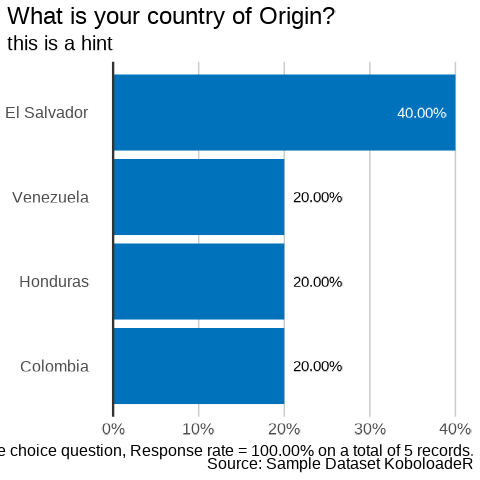 What is your country of Origin?
this is a hint
El Salvador
40.00%
Venezuela
20.00%
Honduras
20.00%
Colombia
20.00%
0% 10% 20% 30% 40%
e choice question, Response rate = 100.00% on a total of 5 records.
Source: Sample Dataset KoboloadeR